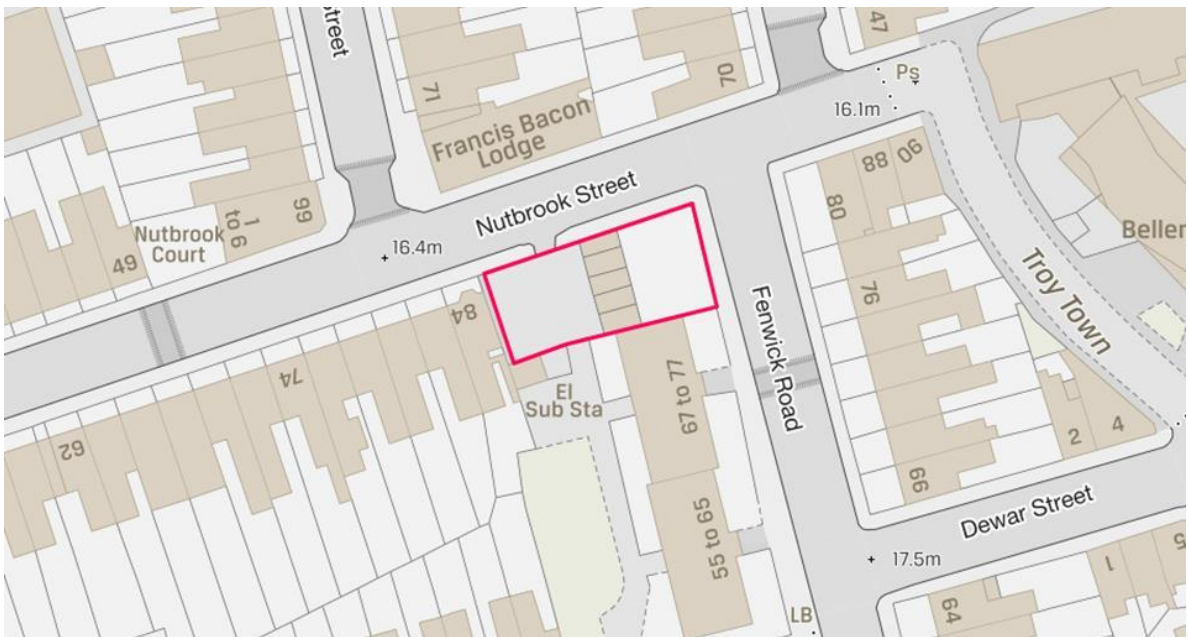 Street
47
Ps
71
70
16.1m
Francis Bacon
Lodge
88
90
80
Nutbrook Street
99
1
to 6
Nutbrook
Court
49
16.4m
Troy Town
76
84
Fenwick Road
74
El
Sub Sta
67 to 77
62
2
4
66
55 to 65
Dewar Street
17.5m
1
64
LB